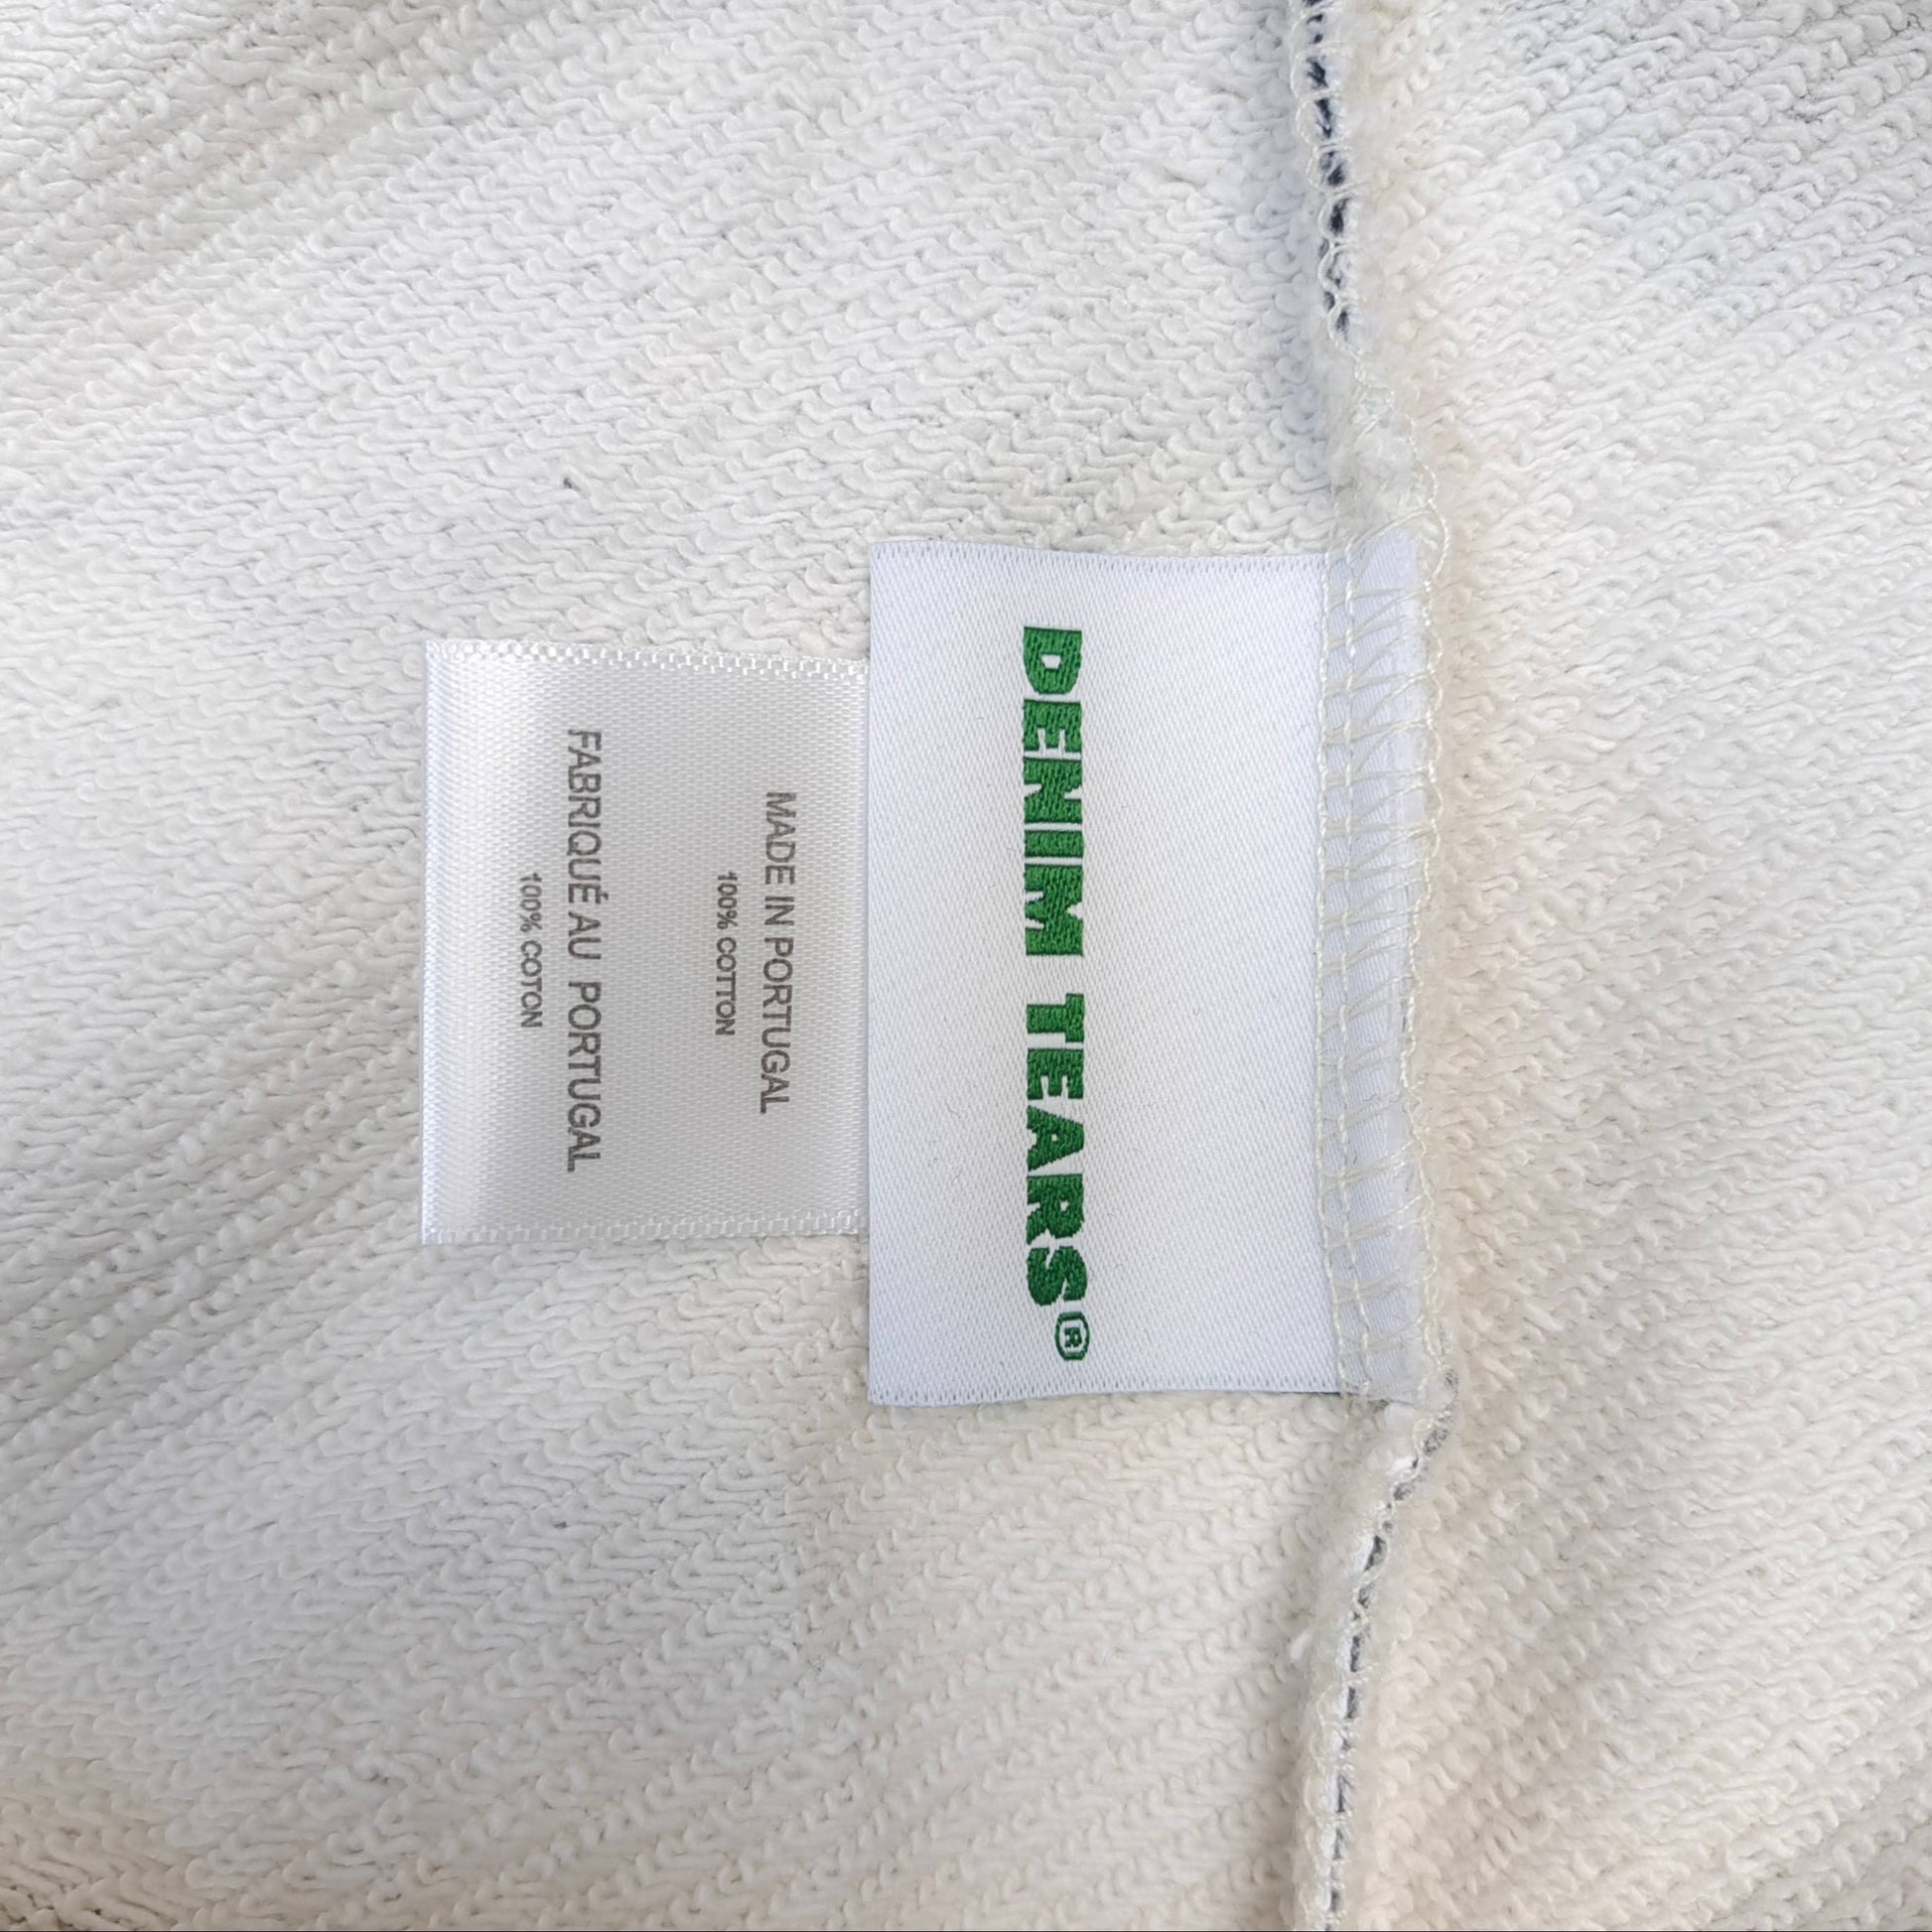 DENIM TEARS®
MADE IN PORTUGAL
100% COTTON
FABRIQUÉ AU PORTUGAL
100% COTON